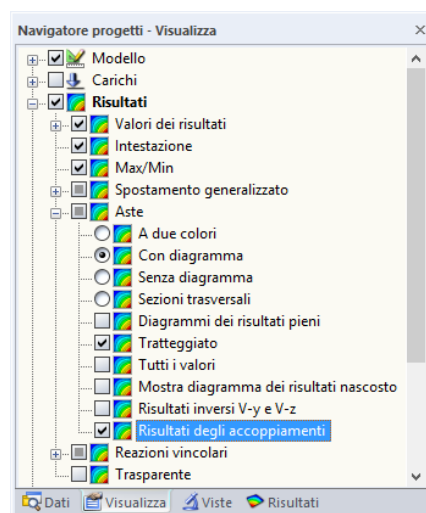 Navigatore progetti - Visualizza
Modello
Carichi
Risultati
Valori dei risultati
Intestazione
Max/Min
Spostamento generalizzato
Aste
A due colori
Con diagramma
Senza diagramma
Sezioni trasversali
Diagrammi dei risultati pieni
Tratteggiato
Tutti i valori
Mostra diagramma dei risultati nascosto
Risultati inversi V-y e V-z
Risultati degli accoppiamenti
Reazioni vincolari
Trasparente
Dati Visualizza Viste Risultati